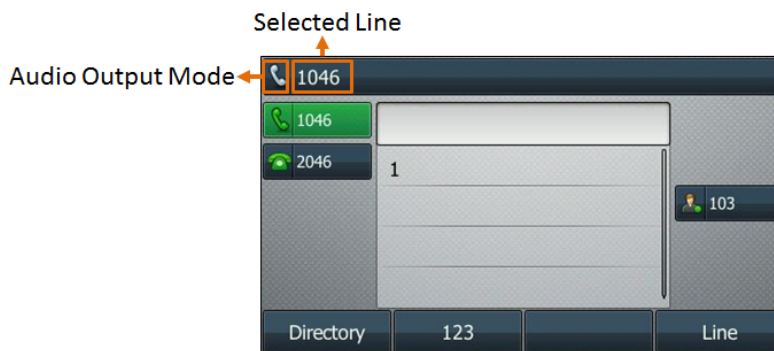 Selected Line
Audio Output Mode
1046
1046
2046
1
103
Directory 123 Line